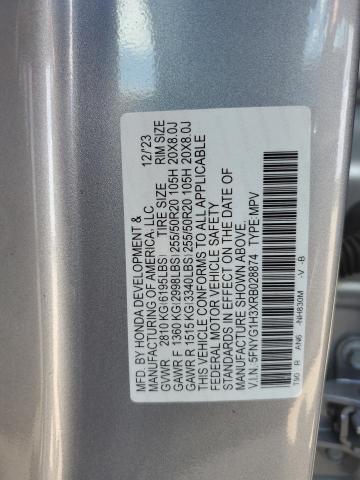 MANUFACTURED BY HONDA DEVELOPMENT &
MANUFACTURING OF AMERICA, LLC 12/'23
GVWR 2810 KG(6195LBS) TIRE SIZE RIM SIZE
GAWR F 1360 KG(2998LBS) 255/50R20 105H 20X8.0J
GAWR R 1515 KG(3340LBS) 255/50R20 105H 20X8.0J
THIS VEHICLE CONFORMS TO ALL APPLICABLE
FEDERAL MOTOR VEHICLE SAFETY
STANDARDS IN EFFECT ON THE DATE OF
MANUFACTURE SHOWN ABOVE.
V.I.N. 5FNYG1H3XRB028874 TYPE:MPV
T90 R AN6 -NH830M -V -B